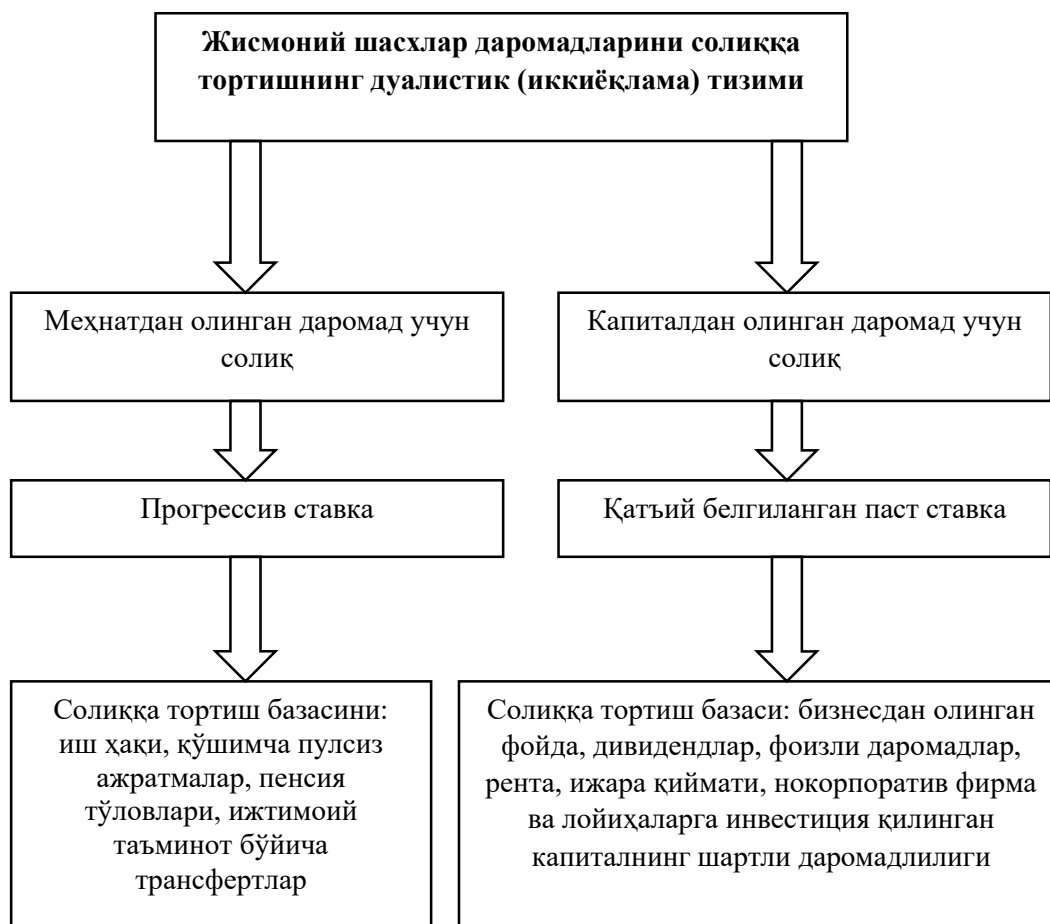 Жисмоний шасхлар даромадларини солиққа
тортишнинг дуалистик (иккиёқлама) тизими
Меҳнатдан олинган даромад учун
солиқ
Капиталдан олинган даромад учун
солиқ
Прогрессив ставка
Қатъий белгиланган паст ставка
Солиққа тортиш базасини:
иш ҳақи, қўшимча пулсиз
ажратмалар, пенсия
тўловлари, ижтимоий
таъминот бўйича
трансфертлар
Солиққа тортиш базаси: бизнесдан олинган
фойда, дивидендлар, фоизли даромадлар,
рента, ижара қиймати, нокорпоратив фирма
ва лойиҳаларга инвестиция қилинган
капиталнинг шартли даромадлилиги